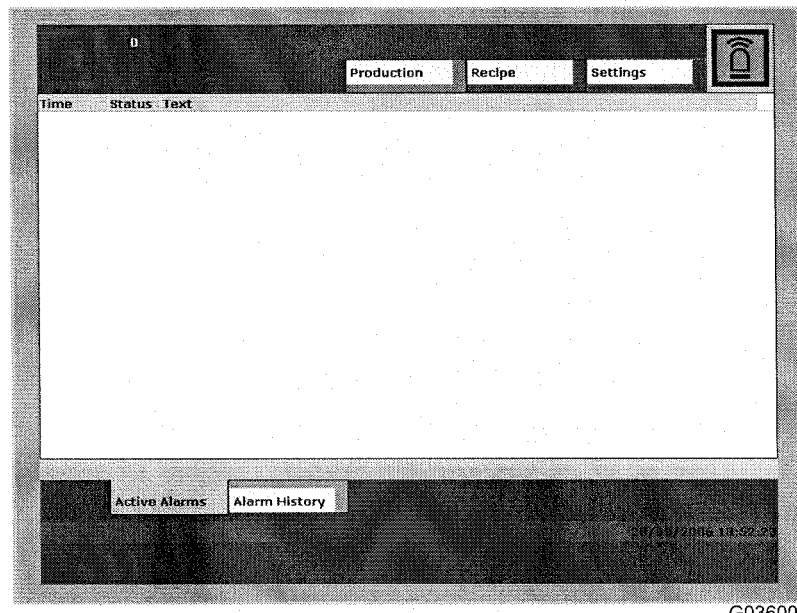 0
Production Recipe Settings
Time Status Text
Active Alarms Alarm History
G03600